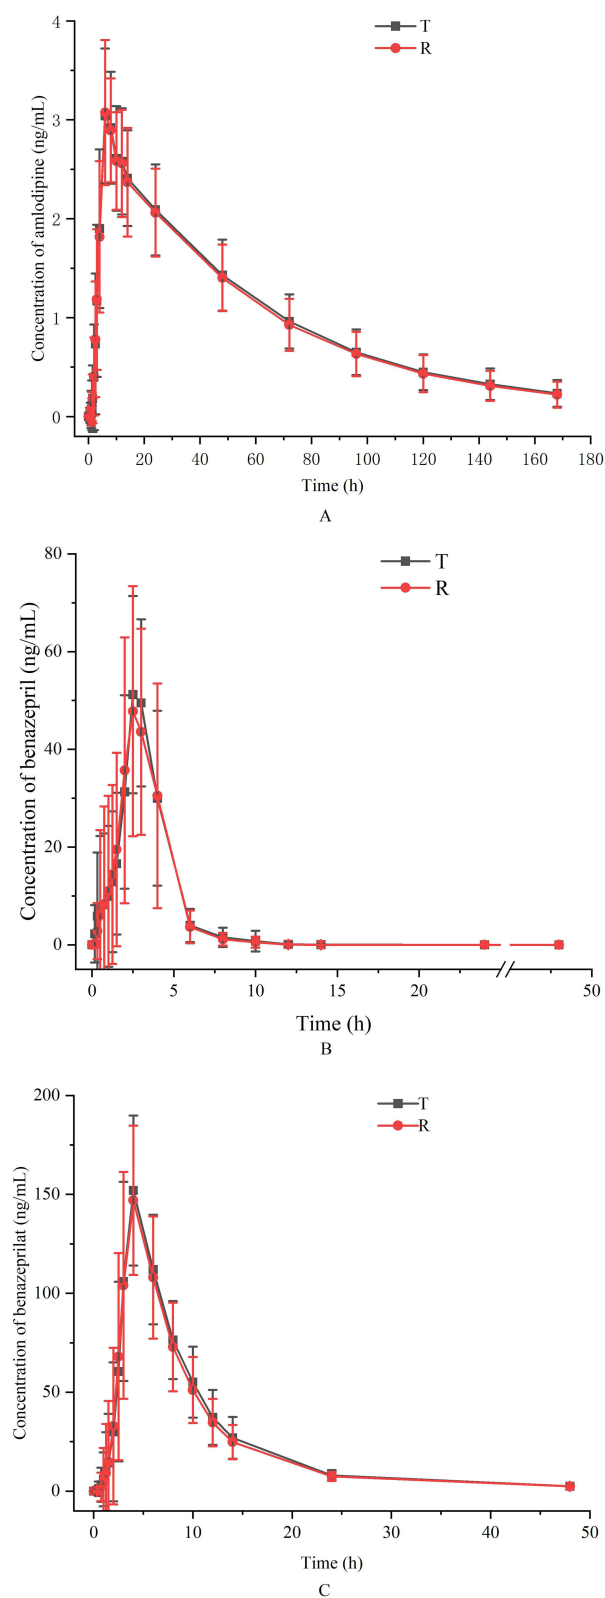 T
R
Concentration of amlodipine (ng/mL)
4
3
2
1
0
0 20 40 60 80 100 120 140 160 180
Time (h)
A
T
R
Concentration of benazepril (ng/mL)
80
60
40
20
0
0 5 10 15 20 50
Time (h)
B
T
R
Concentration of benazeprilat (ng/mL)
200
150
100
50
0
0 10 20 30 40 50
Time (h)
C